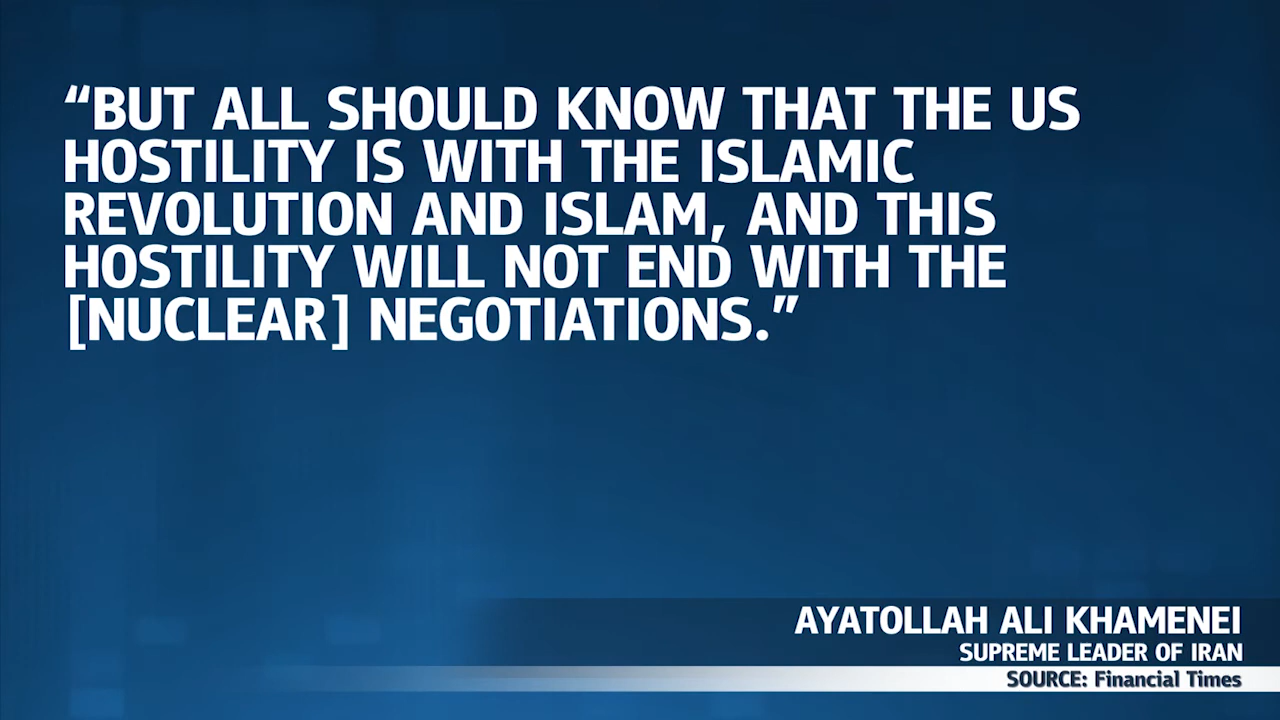 “BUT ALL SHOULD KNOW THAT THE US
HOSTILITY IS WITH THE ISLAMIC
REVOLUTION AND ISLAM, AND THIS
HOSTILITY WILL NOT END WITH THE
[NUCLEAR] NEGOTIATIONS.”
AYATOLLAH ALI KHAMENEI
SUPREME LEADER OF IRAN
SOURCE: Financial Times